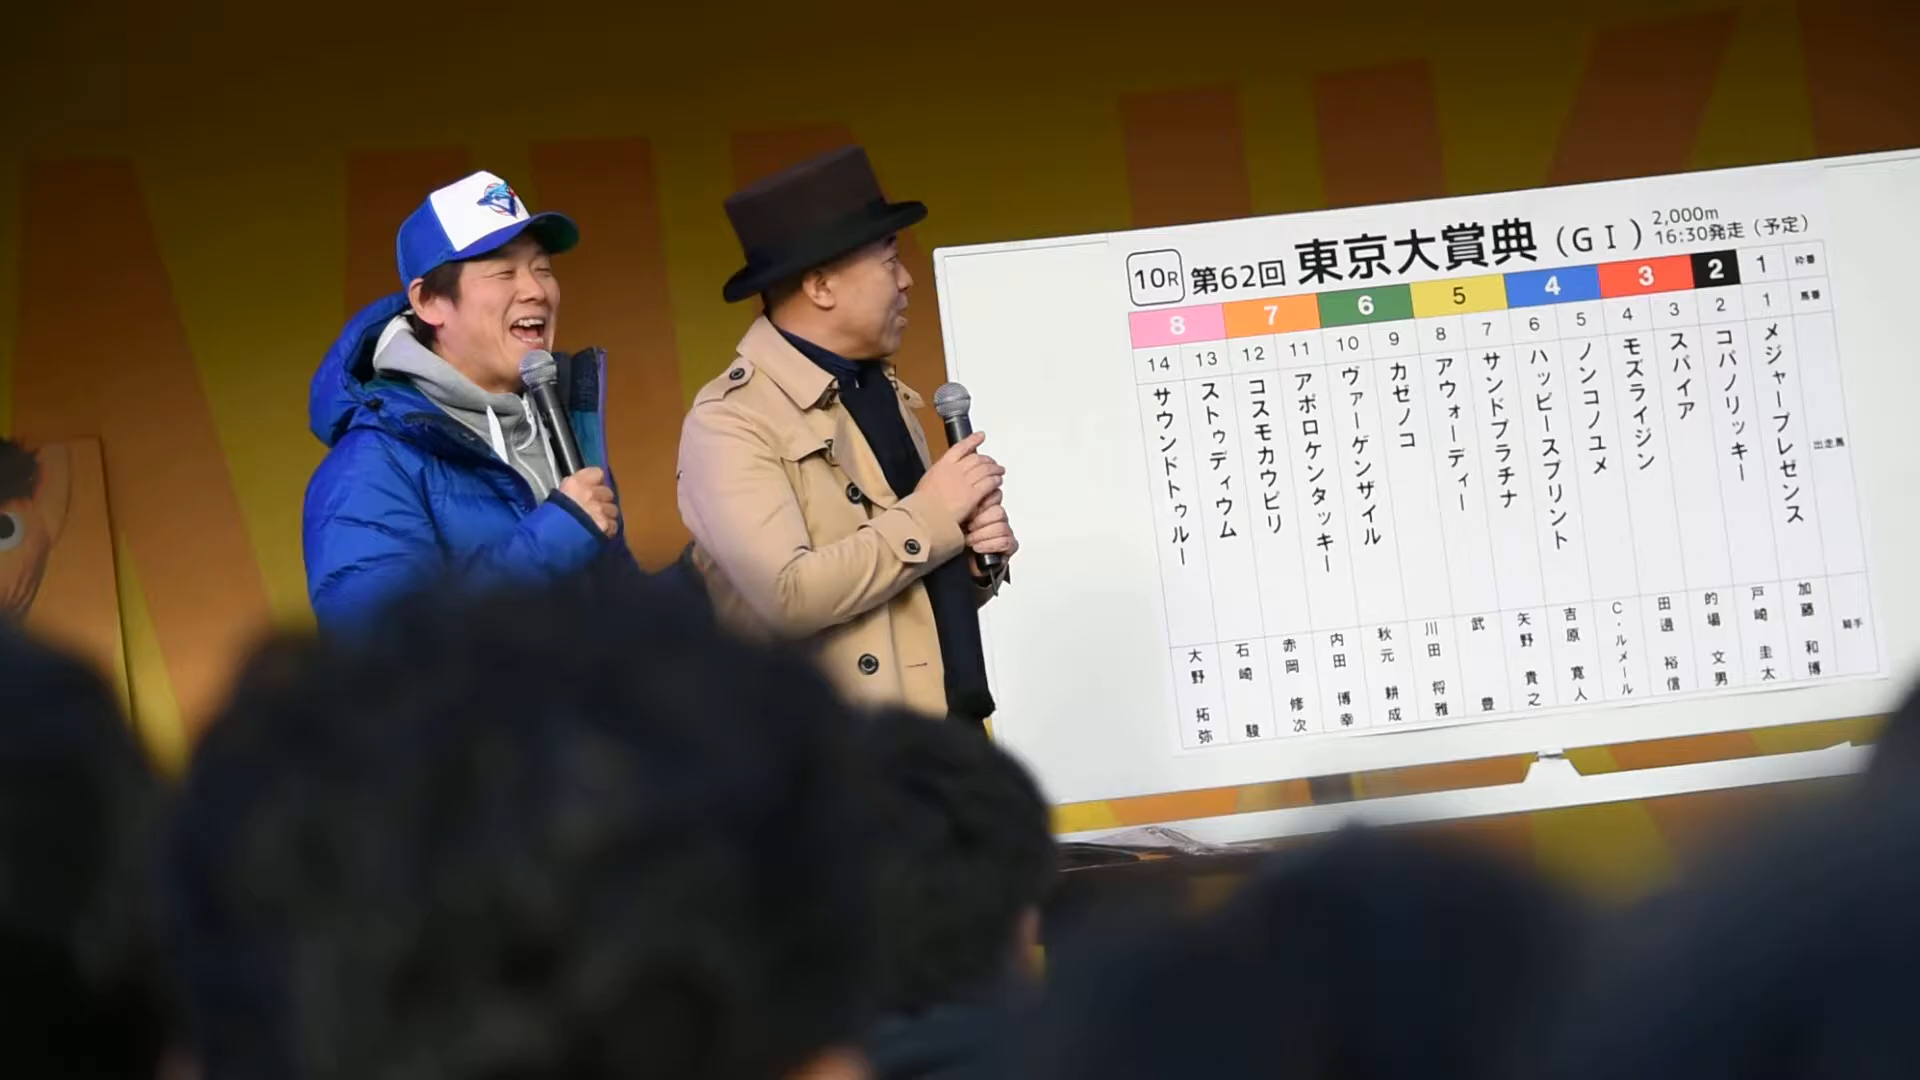 10R 第62回 東京大賞典(GⅠ) 2,000m
16:30発走(予定)
枠番 1 2 3 4 5 6 7 8
馬番 1 2 3 4 5 6 7 8 9 10 11 12 13 14
出走馬
メジャープレゼンス
コパノリッキー
スパイア
モズライジン
ノンコノユメ
ハッピースプリント
サンドプラチナ
アウォーディー
カゼノコ
ヴァーゲンザイル
アポロケンタッキー
コスモカウピリ
ストゥディウム
サウンドトゥルー
騎手
加藤 和博
戸崎 圭太
的場 文男
田邊 裕信
C・ルメール
吉原 寛人
矢野 貴之
武 豊
川田 将雅
秋元 耕成
内田 博幸
赤岡 修次
石崎 駿
大野 拓弥